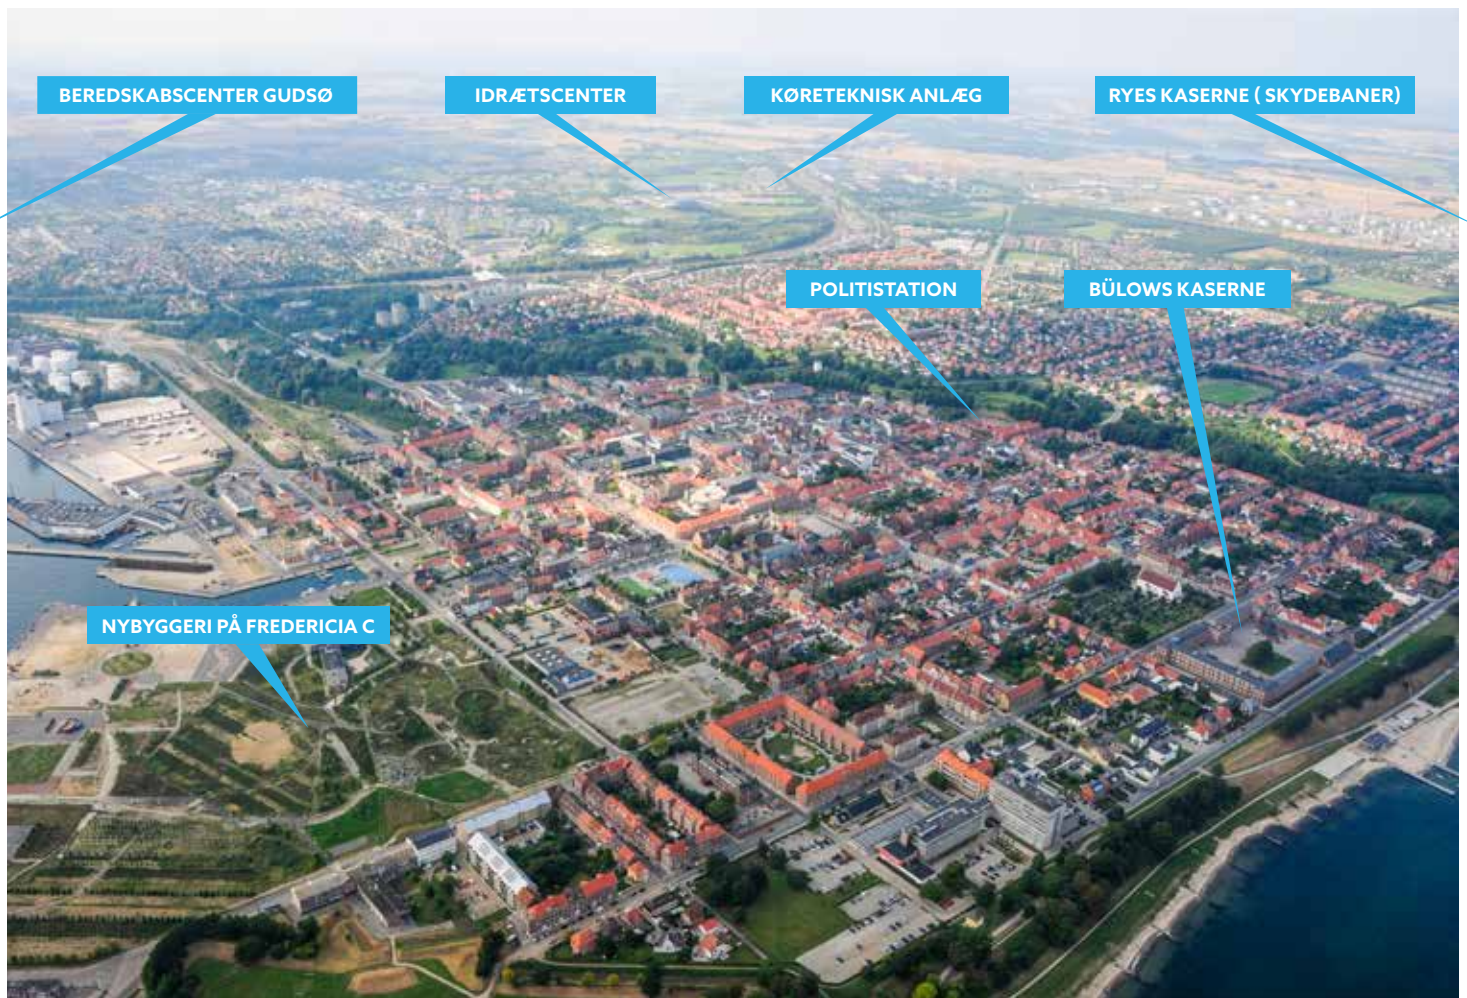 BEREDSKABSCENTER GUDSØ
IDRÆTSCENTER
KØRETEKNISK ANLÆG
RYES KASERNE ( SKYDEBANER)
POLITISTATION
BÜLOWS KASERNE
NYBYGGERI PÅ FREDERICIA C